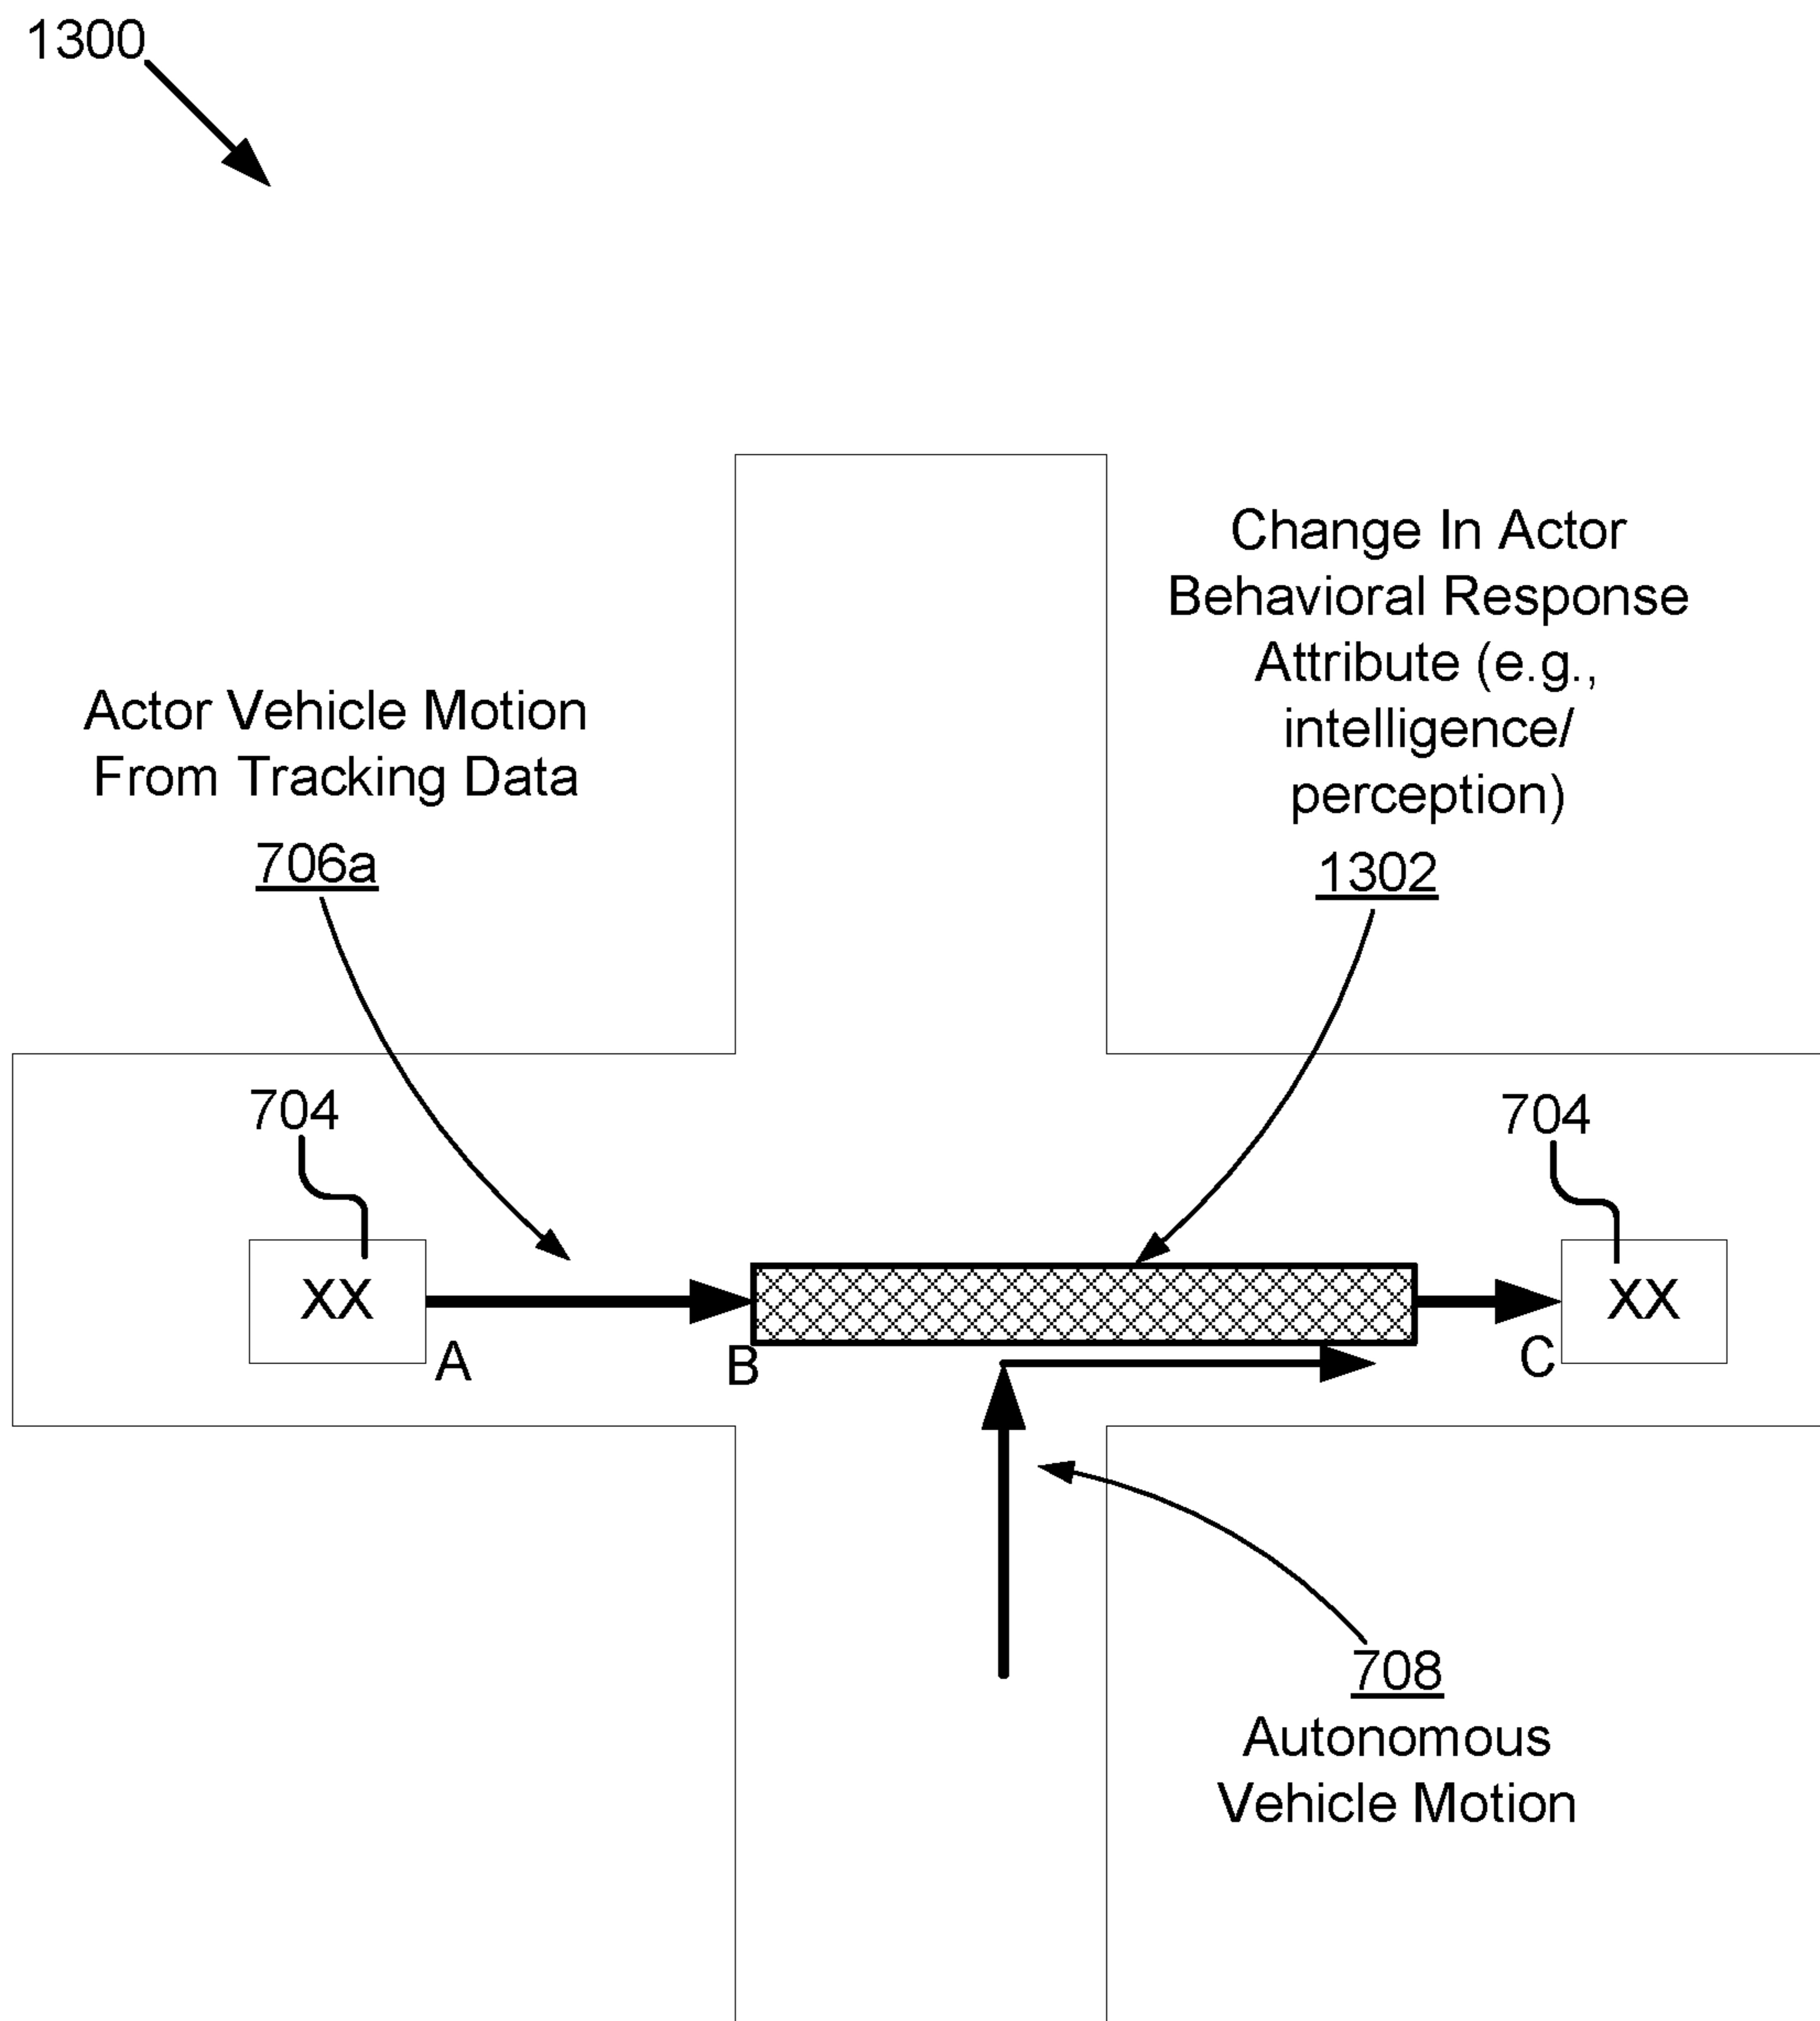 1300
Change In Actor
Behavioral Response
Attribute (e.g.,
intelligence/
perception)
1302
Actor Vehicle Motion
From Tracking Data
706a
704
704
XX
XX
A
B
C
708
Autonomous
Vehicle Motion